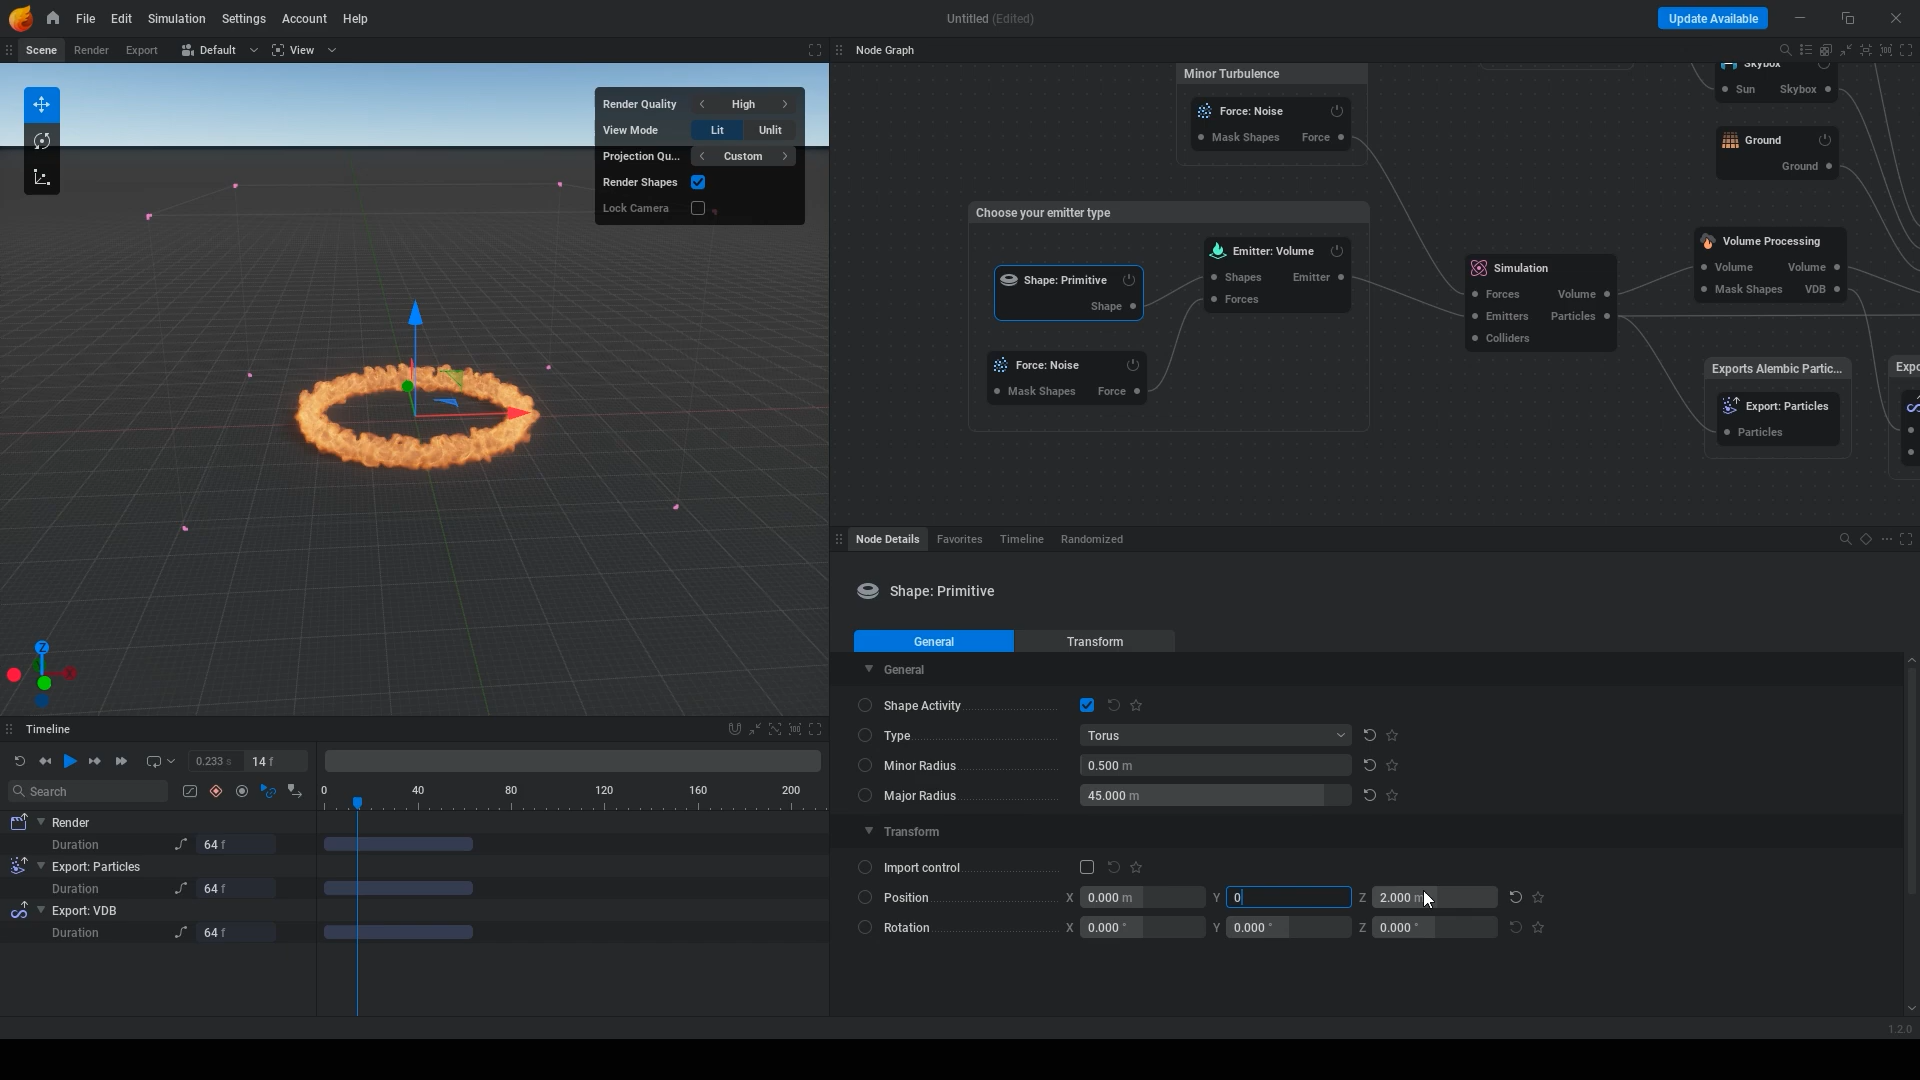 File Edit Simulation Settings Account Help
Untitled (Edited)
Update Available
Scene Render Export Default View
Render Quality High
View Mode Lit Unlit
Projection Qu... Custom
Render Shapes
Lock Camera
Z
X
Node Graph
Minor Turbulence
Force: Noise
Mask Shapes Force
Choose your emitter type
Shape: Primitive
Shape
Emitter: Volume
Shapes Emitter
Forces
Force: Noise
Mask Shapes Force
Simulation
Forces Volume
Emitters Particles
Colliders
Skybox
Sun Skybox
Ground
Ground
Volume Processing
Volume Volume
Mask Shapes VDB
Exports Alembic Partic...
Export: Particles
Particles
Expo
Timeline
0.233 s 14 f
Search
0 40 80 120 160 200
Render
Duration 64 f
Export: Particles
Duration 64 f
Export: VDB
Duration 64 f
Node Details Favorites Timeline Randomized
Shape: Primitive
General Transform
General
Shape Activity
Type Torus
Minor Radius 0.500 m
Major Radius 45.000 m
Transform
Import control
Position X 0.000 m Y 0 Z 2.000 m
Rotation X 0.000 ° Y 0.000 ° Z 0.000 °
1.2.0